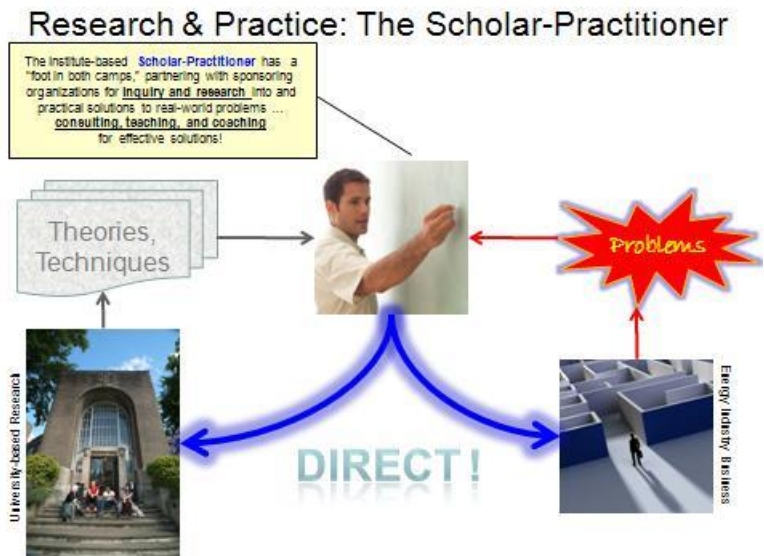 Research & Practice: The Scholar-Practitioner
The institute-based Scholar-Practitioner has a
"foot in both camps," partnering with sponsoring
organizations for inquiry and research into and
practical solutions to real-world problems ...
consulting, teaching, and coaching
for effective solutions!
Theories,
Techniques
Problems
University-based Research
Energy Industry Business
DIRECT!